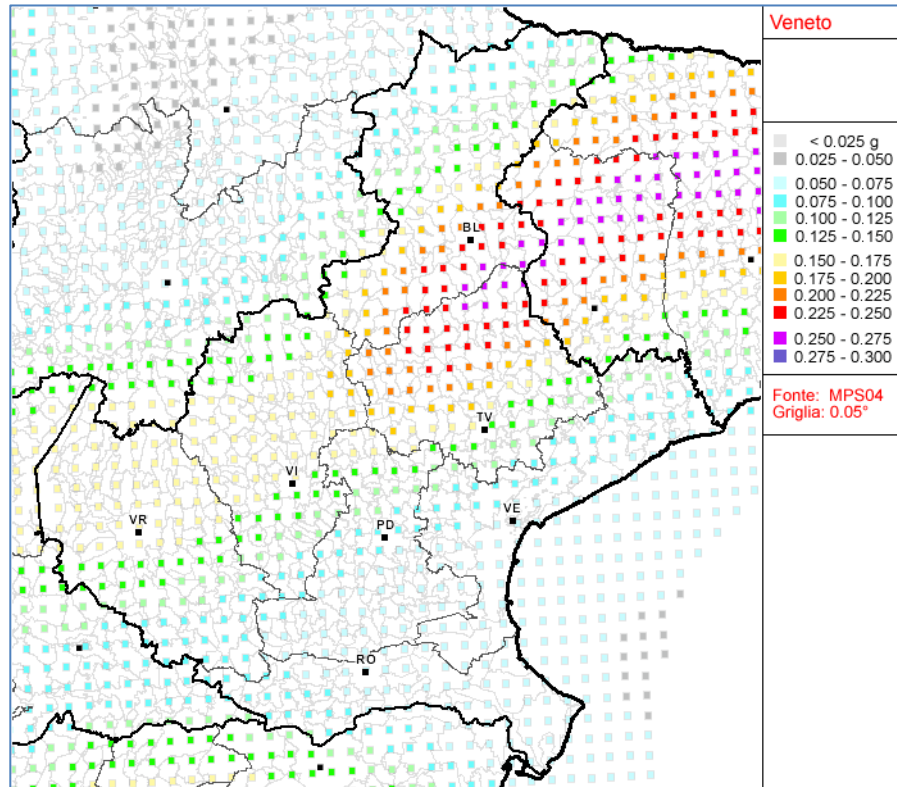 Veneto
< 0.025 g
0.025 - 0.050
0.050 - 0.075
0.075 - 0.100
0.100 - 0.125
0.125 - 0.150
0.150 - 0.175
0.175 - 0.200
0.200 - 0.225
0.225 - 0.250
0.250 - 0.275
0.275 - 0.300
Fonte: MPS04
Griglia: 0.05°
BL
TV
VI
VR
PD
VE
RO